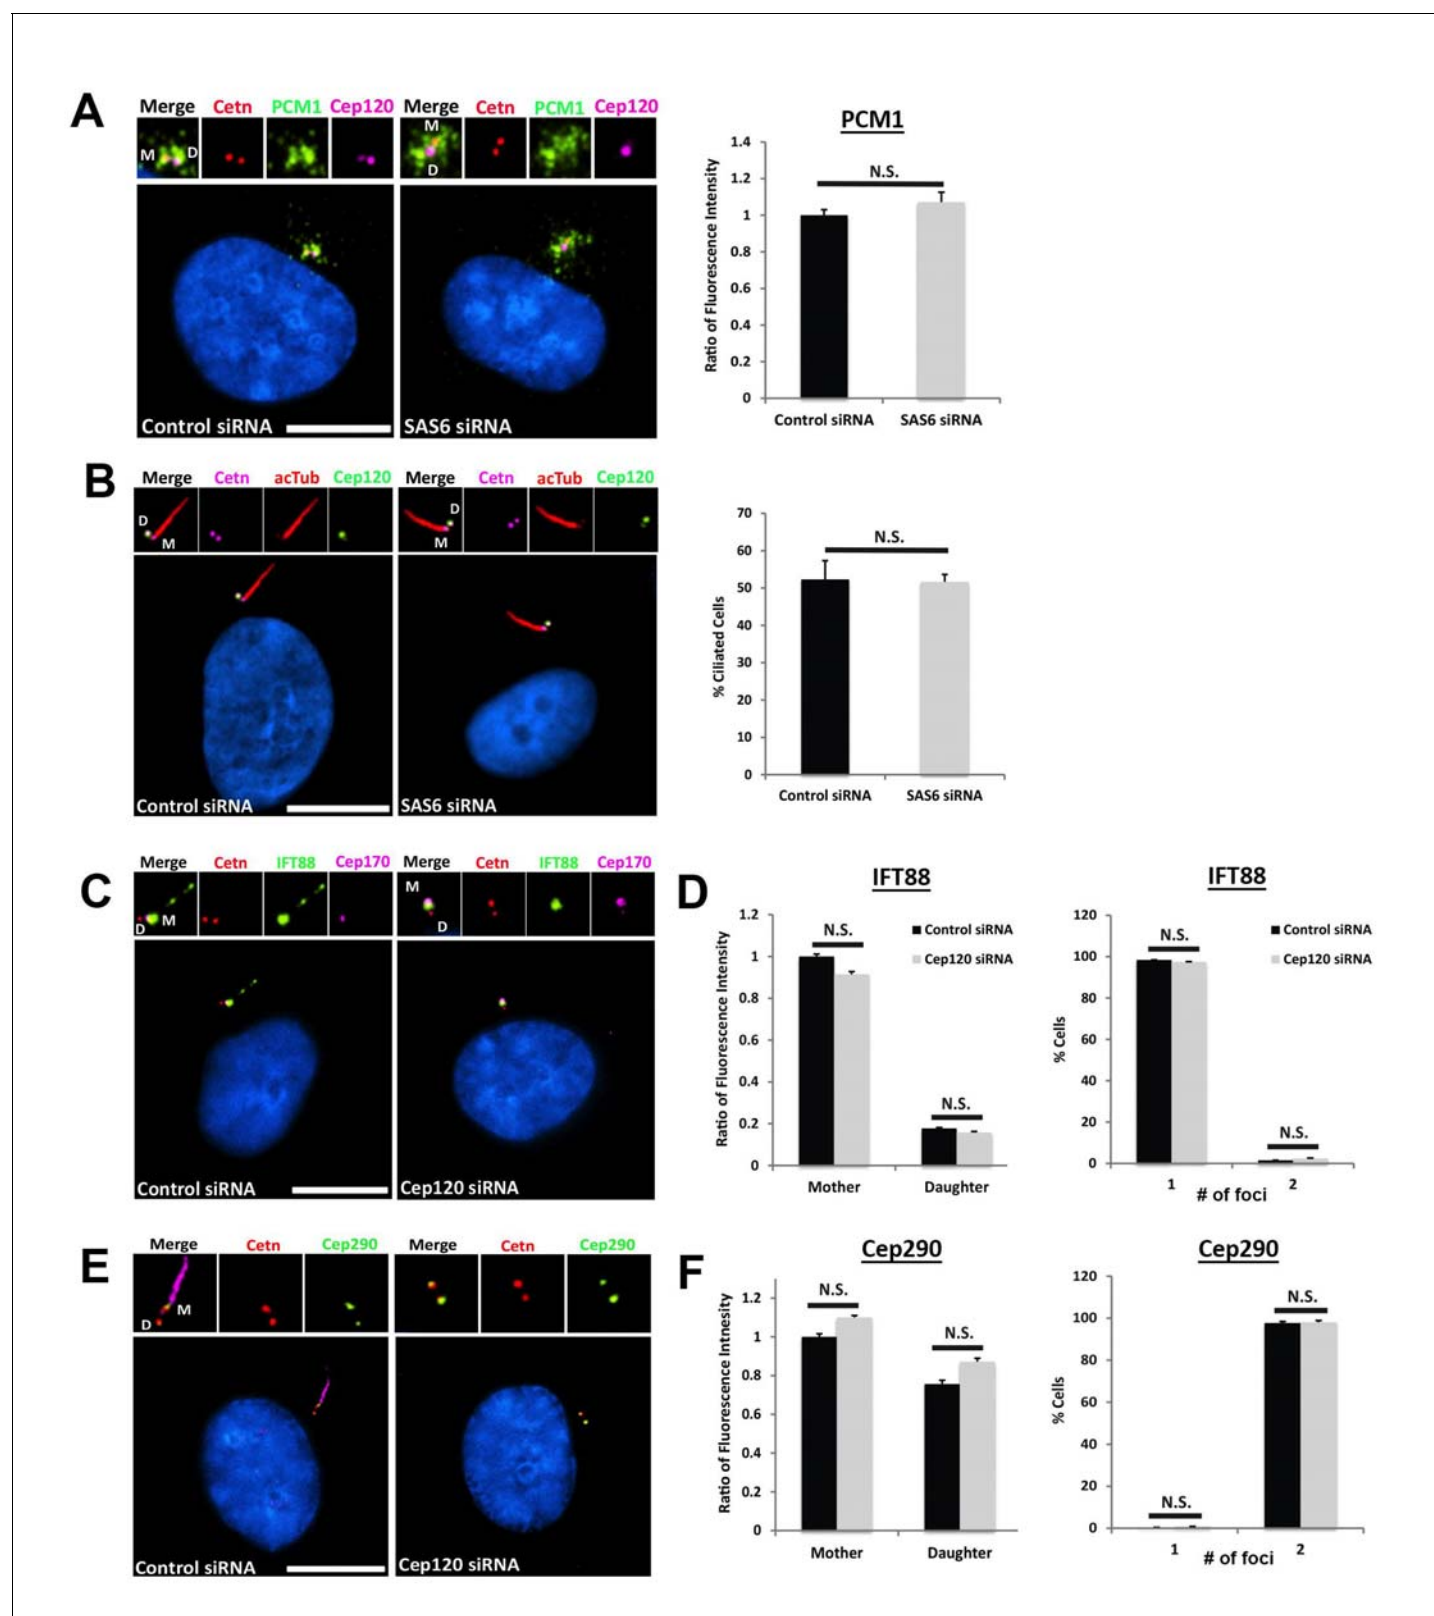 A
Merge Cetn PCM1 Cep120 Merge Cetn PCM1 Cep120
M D M D
Control siRNA SAS6 siRNA
PCM1
Ratio of Fluorescence Intensity
1.4
1.2
1
0.8
0.6
0.4
0.2
0
N.S.
Control siRNA SAS6 siRNA
B
Merge Cetn acTub Cep120 Merge Cetn acTub Cep120
D M D M
Control siRNA SAS6 siRNA
% Ciliated Cells
70
60
50
40
30
20
10
0
N.S.
Control siRNA SAS6 siRNA
C
Merge Cetn IFT88 Cep170 Merge Cetn IFT88 Cep170
D M M D
Control siRNA Cep120 siRNA
D
IFT88
Ratio of Fluorescence Intensity
1.2
1
0.8
0.6
0.4
0.2
0
N.S.
N.S.
Control siRNA
Cep120 siRNA
Mother Daughter
IFT88
% Cells
120
100
80
60
40
20
0
N.S.
N.S.
Control siRNA
Cep120 siRNA
1 2
# of foci
E
Merge Cetn Cep290 Merge Cetn Cep290
D M
Control siRNA Cep120 siRNA
F
Cep290
Ratio of Fluorescence Intnesity
1.2
1
0.8
0.6
0.4
0.2
0
N.S.
N.S.
Mother Daughter
Cep290
% Cells
120
100
80
60
40
20
0
N.S.
N.S.
1 2
# of foci